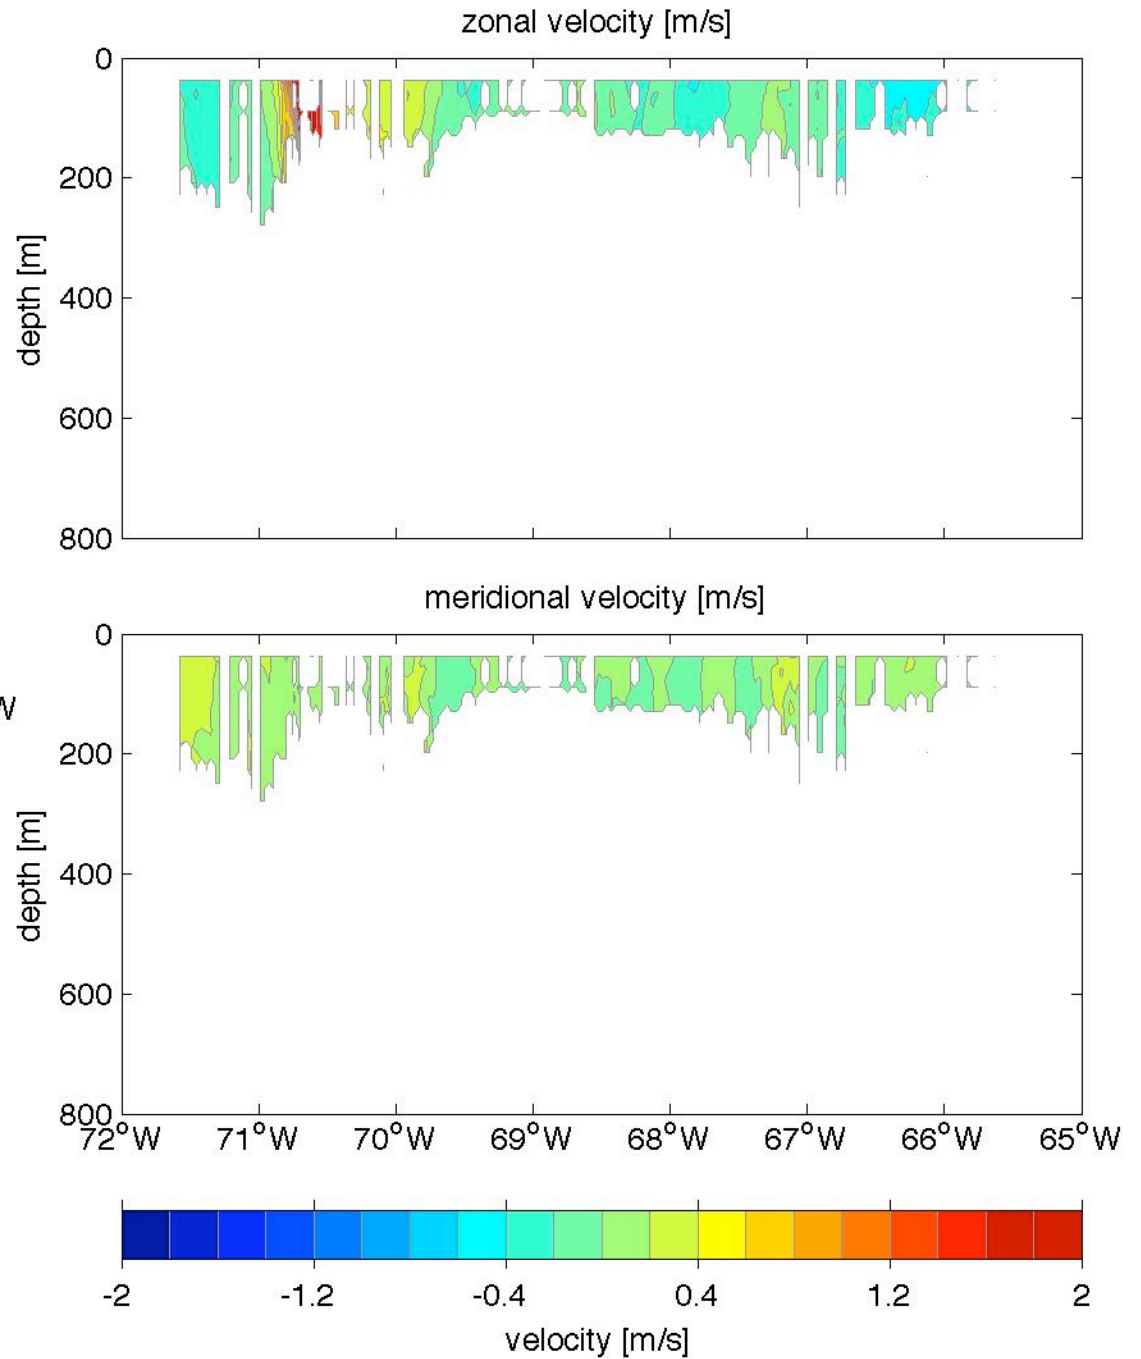 zonal velocity [m/s]
0
200
400
600
800
depth [m]
meridional velocity [m/s]
0
200
400
600
800
depth [m]
W
72°W 71°W 70°W 69°W 68°W 67°W 66°W 65°W
-2 -1.2 -0.4 0.4 1.2 2
velocity [m/s]